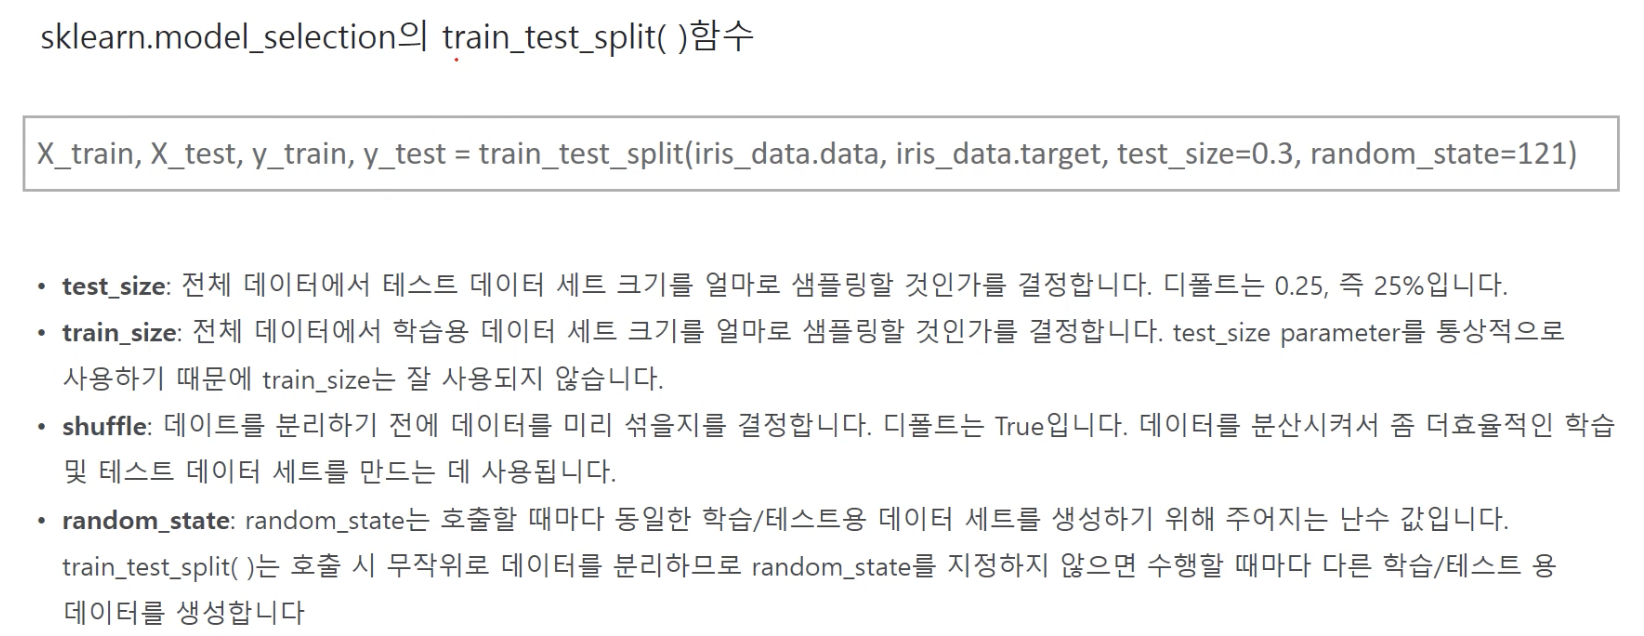 sklearn.model_selection의 train_test_split( )함수
X_train, X_test, y_train, y_test = train_test_split(iris_data.data, iris_data.target, test_size=0.3, random_state=121)
• test_size: 전체 데이터에서 테스트 데이터 세트 크기를 얼마로 샘플링할 것인가를 결정합니다. 디폴트는 0.25, 즉 25%입니다.
• train_size: 전체 데이터에서 학습용 데이터 세트 크기를 얼마로 샘플링할 것인가를 결정합니다. test_size parameter를 통상적으로
사용하기 때문에 train_size는 잘 사용되지 않습니다.
• shuffle: 데이트를 분리하기 전에 데이터를 미리 섞을지를 결정합니다. 디폴트는 True입니다. 데이터를 분산시켜서 좀 더효율적인 학습
및 테스트 데이터 세트를 만드는 데 사용됩니다.
• random_state: random_state는 호출할 때마다 동일한 학습/테스트용 데이터 세트를 생성하기 위해 주어지는 난수 값입니다.
train_test_split( )는 호출 시 무작위로 데이터를 분리하므로 random_state를 지정하지 않으면 수행할 때마다 다른 학습/테스트 용
데이터를 생성합니다